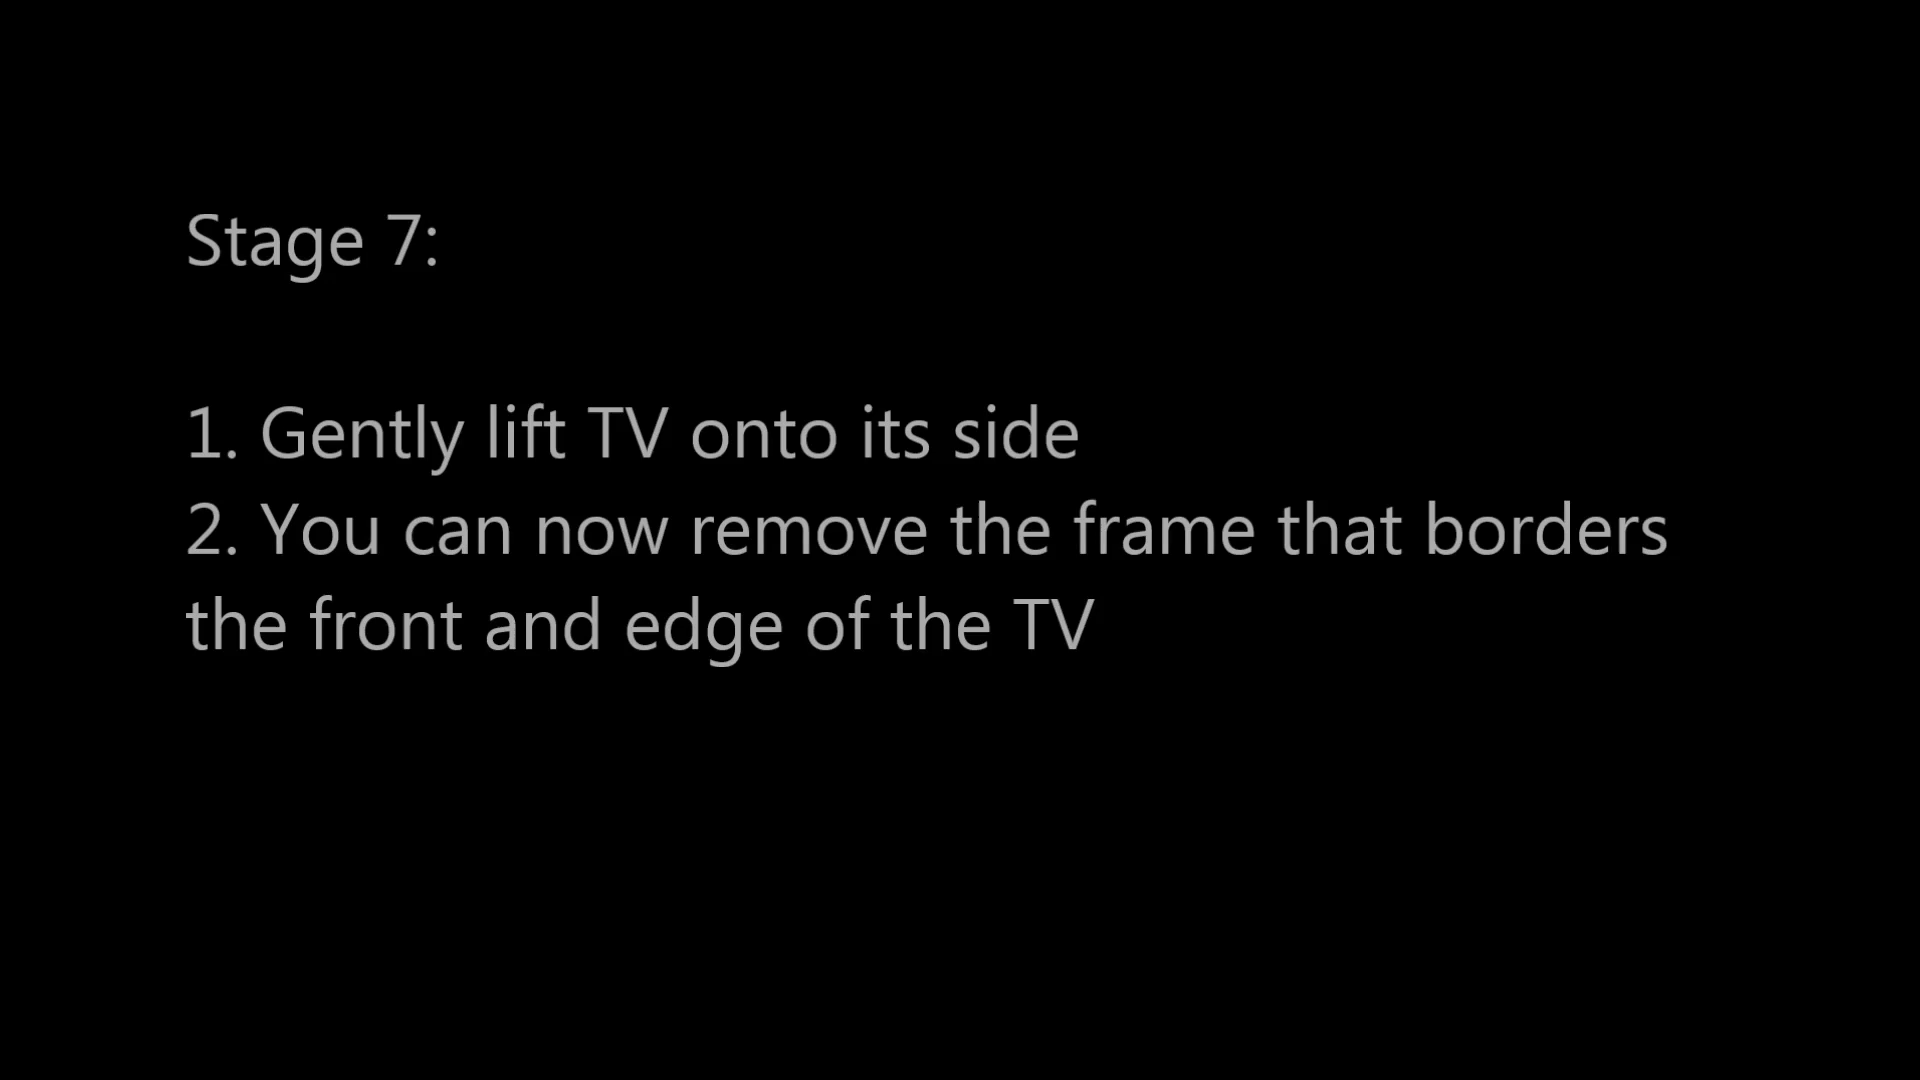 Stage 7:
1. Gently lift TV onto its side
2. You can now remove the frame that borders
the front and edge of the TV